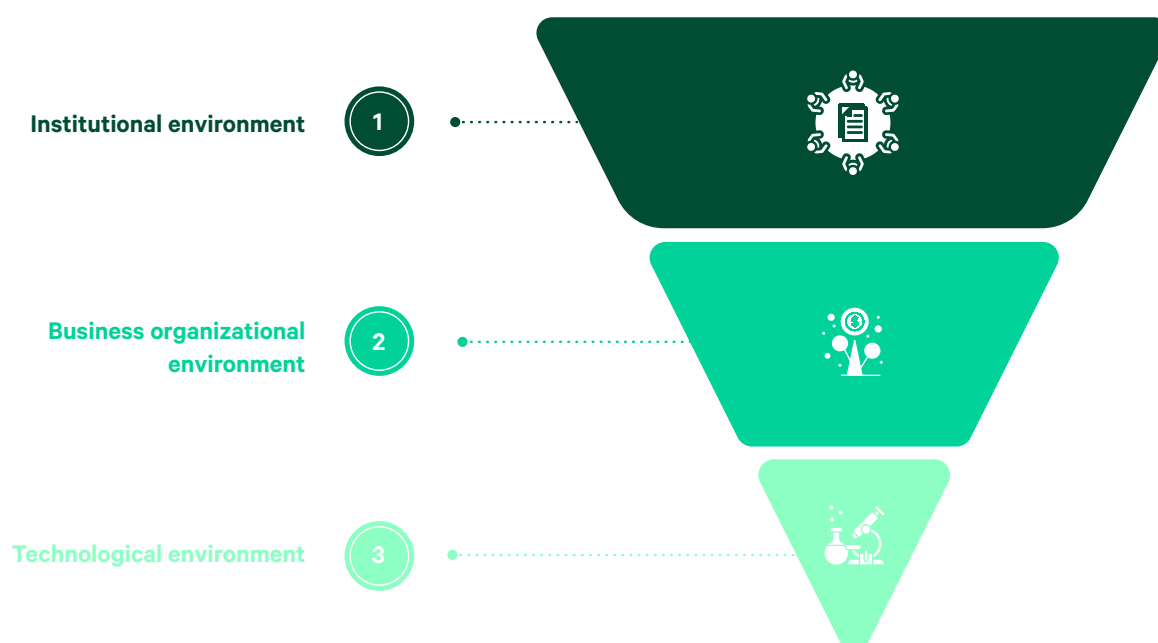 Institutional environment
1
Business organizational
environment
2
Technological environment
3